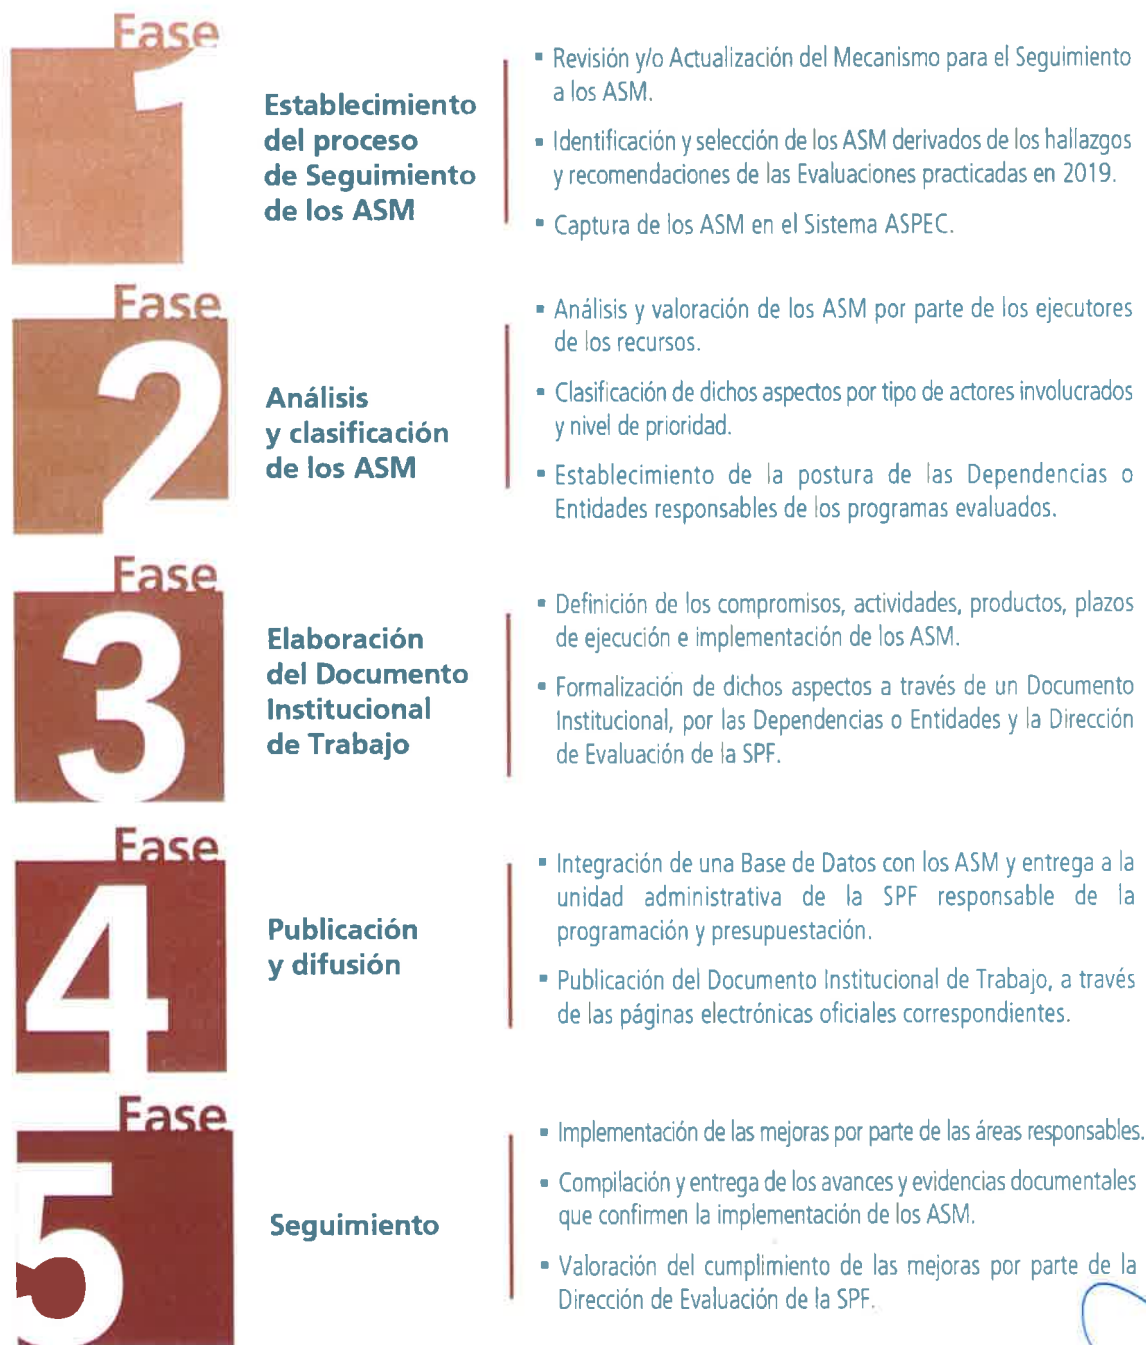 Fase
1
Establecimiento
del proceso
de Seguimiento
de los ASM
▪ Revisión y/o Actualización del Mecanismo para el Seguimiento
a los ASM.
▪ Identificación y selección de los ASM derivados de los hallazgos
y recomendaciones de las Evaluaciones practicadas en 2019.
▪ Captura de los ASM en el Sistema ASPEC.
Fase
2
Análisis
y clasificación
de los ASM
▪ Análisis y valoración de los ASM por parte de los ejecutores
de los recursos.
▪ Clasificación de dichos aspectos por tipo de actores involucrados
y nivel de prioridad.
▪ Establecimiento de la postura de las Dependencias o
Entidades responsables de los programas evaluados.
Fase
3
Elaboración
del Documento
Institucional
de Trabajo
▪ Definición de los compromisos, actividades, productos, plazos
de ejecución e implementación de los ASM.
▪ Formalización de dichos aspectos a través de un Documento
Institucional, por las Dependencias o Entidades y la Dirección
de Evaluación de la SPF.
Fase
4
Publicación
y difusión
▪ Integración de una Base de Datos con los ASM y entrega a la
unidad administrativa de la SPF responsable de la
programación y presupuestación.
▪ Publicación del Documento Institucional de Trabajo, a través
de las páginas electrónicas oficiales correspondientes.
Fase
5
Seguimiento
▪ Implementación de las mejoras por parte de las áreas responsables.
▪ Compilación y entrega de los avances y evidencias documentales
que confirmen la implementación de los ASM.
▪ Valoración del cumplimiento de las mejoras por parte de la
Dirección de Evaluación de la SPF.